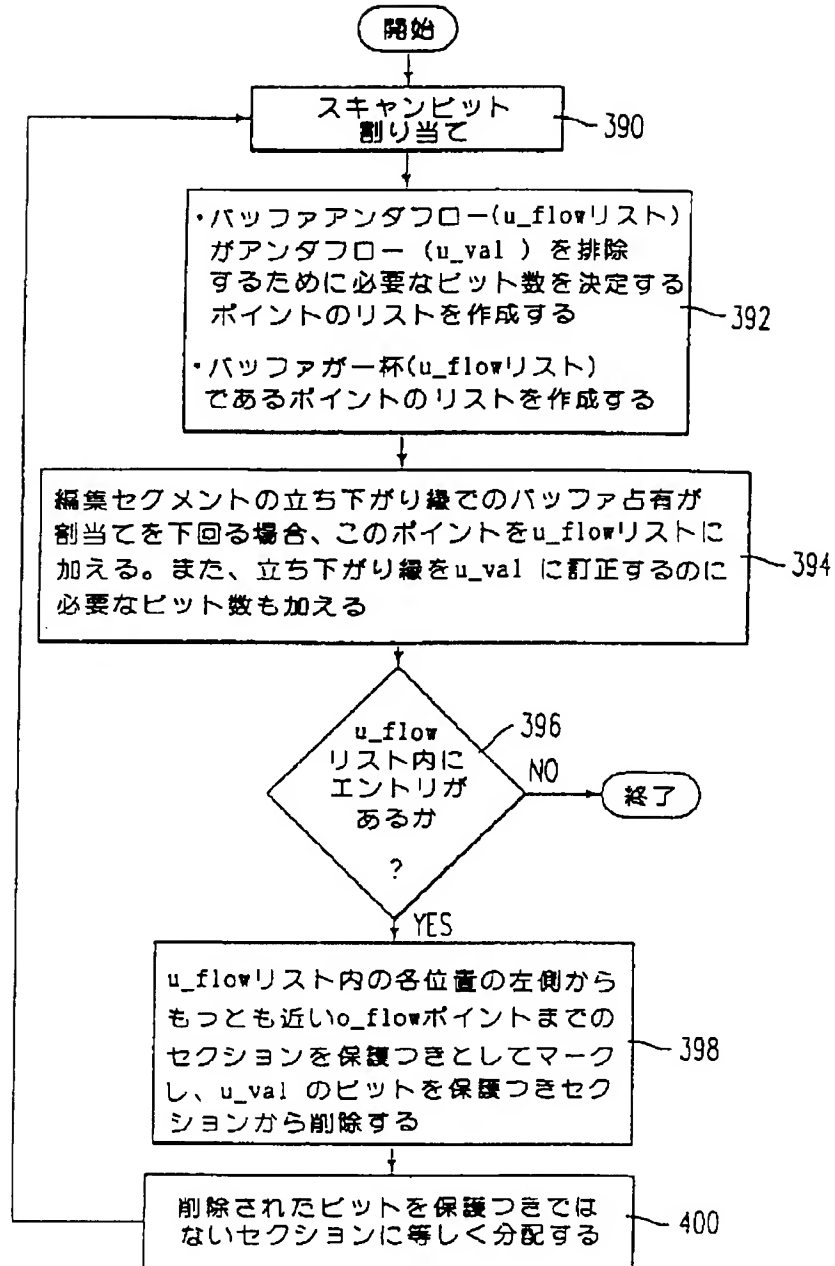 開始
スキャンビット
割り当て
390
・バッファアンダフロー(u_flowリスト)
がアンダフロー (u_val ) を排除
するために必要なビット数を決定する
ポイントのリストを作成する
・バッファが一杯(u_flowリスト)
であるポイントのリストを作成する
392
編集セグメントの立ち下がり縁でのバッファ占有が
割当てを下回る場合、このポイントをu_flowリストに
加える。また、立ち下がり縁をu_val に訂正するのに
必要なビット数も加える
394
u_flow
リスト内に
エントリが
あるか
?
396
NO
終了
YES
u_flowリスト内の各位置の左側から
もっとも近いo_flowポイントまでの
セクションを保護つきとしてマーク
し、u_val のビットを保護つきセク
ションから削除する
398
削除されたビットを保護つきでは
ないセクションに等しく分配する
400